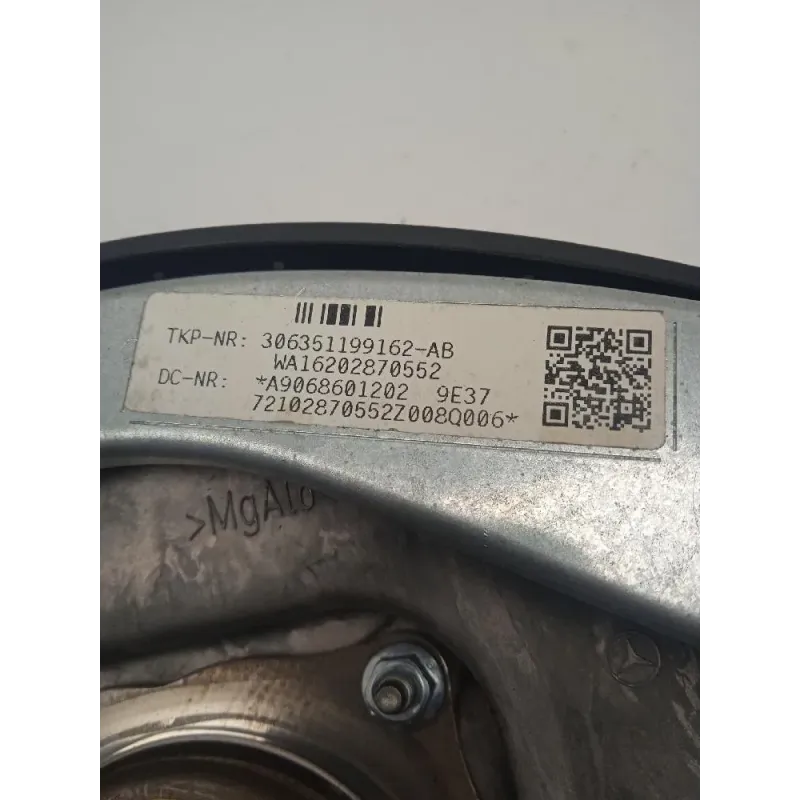 TKP-NR: 306351199162-AB
WA16202870552
DC-NR: *A9068601202 9E37
72102870552Z008Q006*
>MgAl